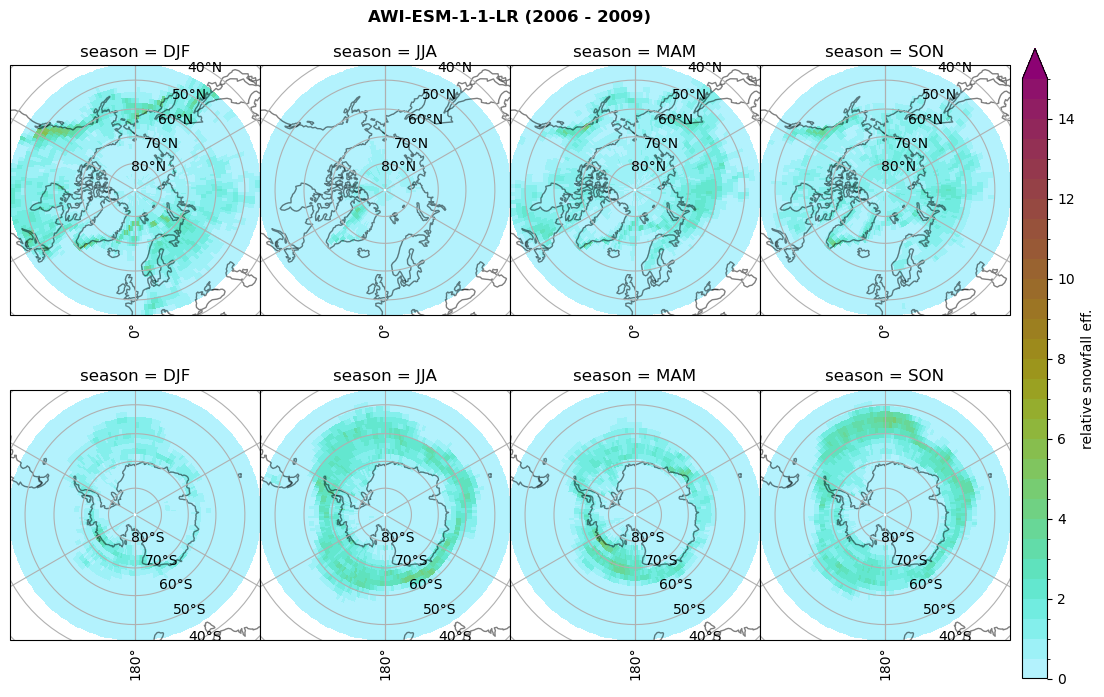 AWI-ESM-1-1-LR (2006 - 2009)
season = DJF
season = JJA
season = MAM
season = SON
40°N
50°N
60°N
70°N
80°N
40°N
50°N
60°N
70°N
80°N
40°N
50°N
60°N
70°N
80°N
40°N
50°N
60°N
70°N
80°N
0°
0°
0°
0°
season = DJF
season = JJA
season = MAM
season = SON
80°S
70°S
60°S
50°S
40°S
80°S
70°S
60°S
50°S
40°S
80°S
70°S
60°S
50°S
40°S
80°S
70°S
60°S
50°S
40°S
180°
180°
180°
180°
14
12
10
8
6
4
2
0
relative snowfall eff.